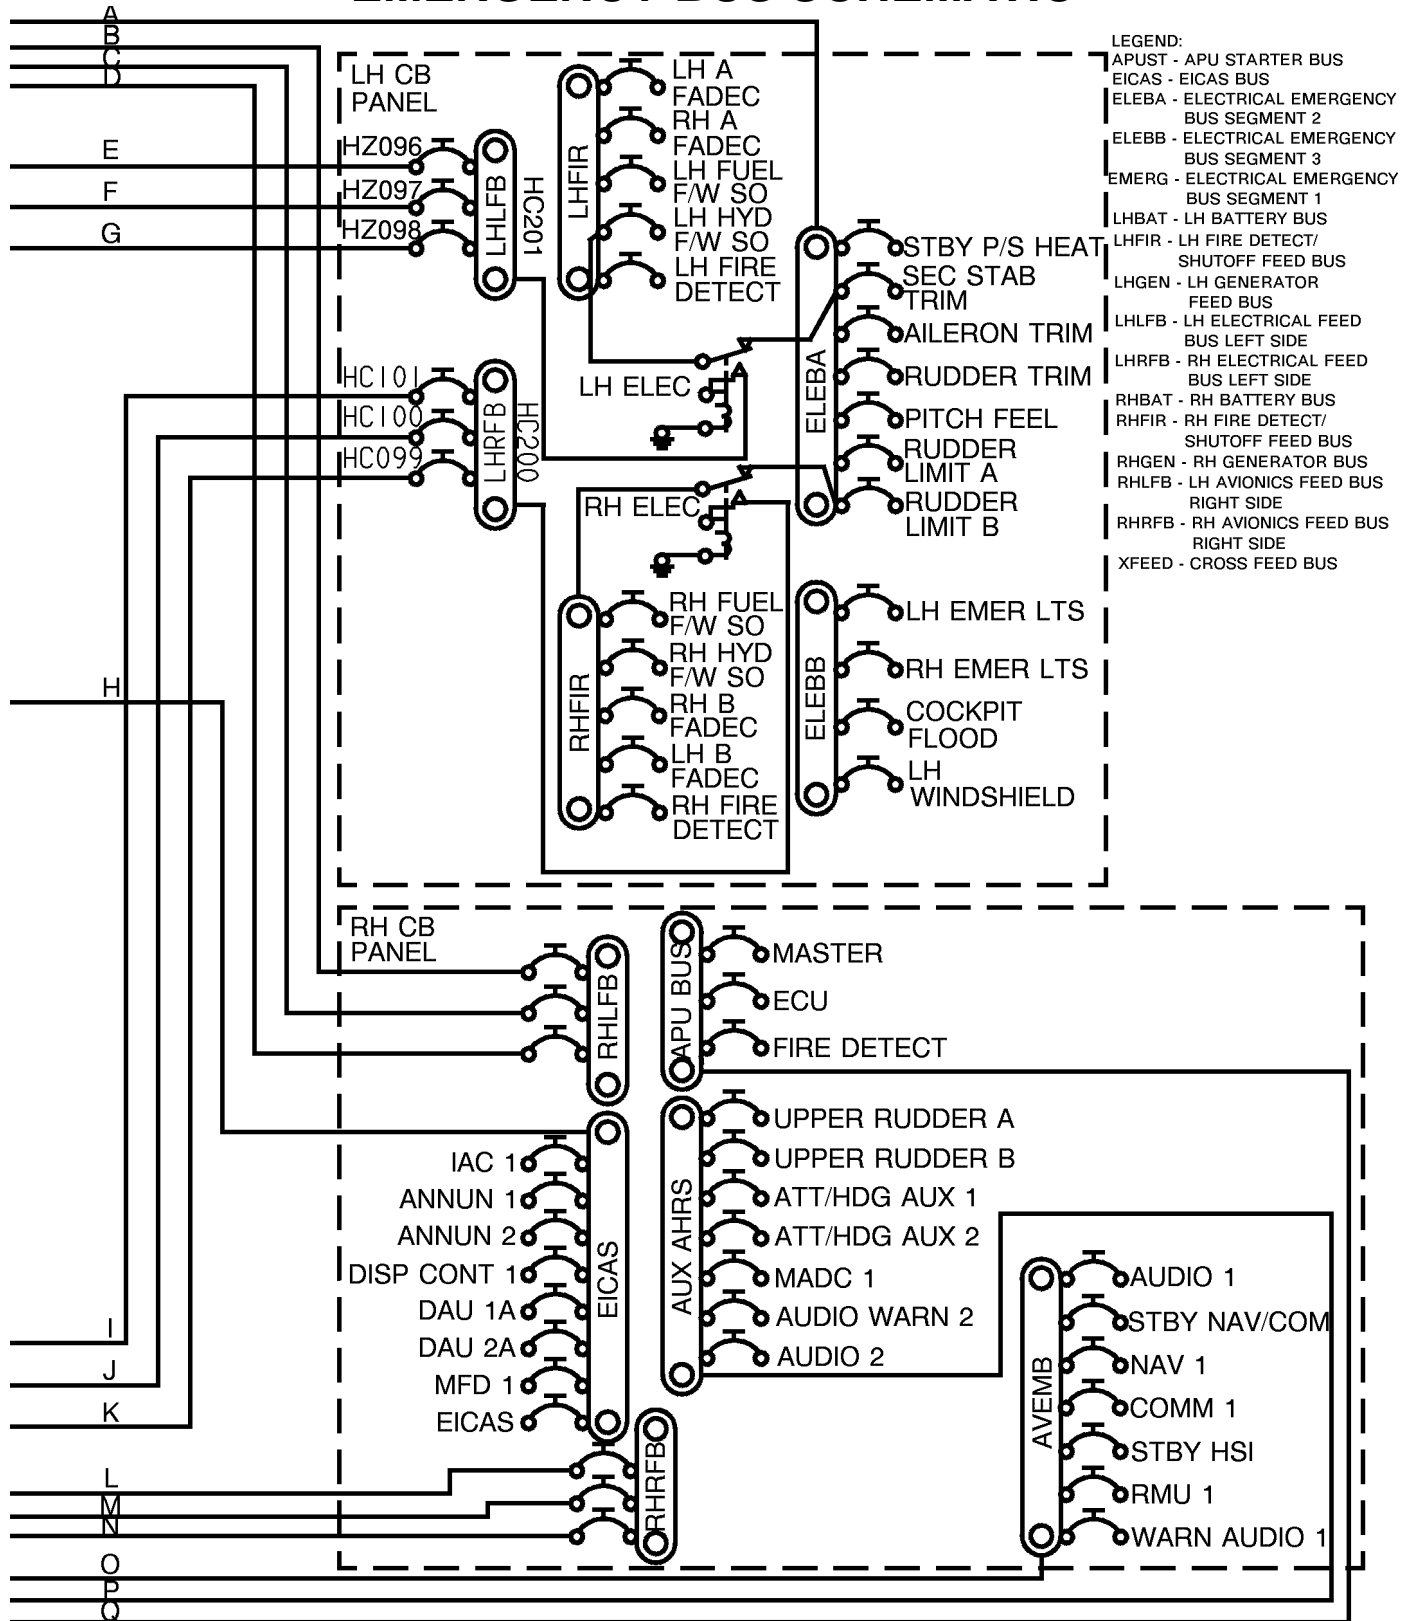 A
B
C
D
E
F
G
LH CB
PANEL
HZ096
HZ097
HZ098
LHLFB
HC201
LHFIR
LH A
FADEC
RH A
FADEC
LH FUEL
F/W SO
LH HYD
F/W SO
LH FIRE
DETECT
HC101
HC100
HC099
LHRFB
HC200
LH ELEC
RH ELEC
ELEBA
STBY P/S HEAT
SEC STAB
TRIM
AILERON TRIM
RUDDER TRIM
PITCH FEEL
RUDDER
LIMIT A
RUDDER
LIMIT B
RHFIR
RH FUEL
F/W SO
RH HYD
F/W SO
RH B
FADEC
LH B
FADEC
RH FIRE
DETECT
ELEBB
LH EMER LTS
RH EMER LTS
COCKPIT
FLOOD
LH
WINDSHIELD
LEGEND:
APUST - APU STARTER BUS
EICAS - EICAS BUS
ELEBA - ELECTRICAL EMERGENCY
BUS SEGMENT 2
ELEBB - ELECTRICAL EMERGENCY
BUS SEGMENT 3
EMERG - ELECTRICAL EMERGENCY
BUS SEGMENT 1
LHBAT - LH BATTERY BUS
LHFIR - LH FIRE DETECT/
SHUTOFF FEED BUS
LHGEN - LH GENERATOR
FEED BUS
LHLFB - LH ELECTRICAL FEED
BUS LEFT SIDE
LHRFB - RH ELECTRICAL FEED
BUS LEFT SIDE
RHBAT - RH BATTERY BUS
RHFIR - RH FIRE DETECT/
SHUTOFF FEED BUS
RHGEN - RH GENERATOR BUS
RHLFB - LH AVIONICS FEED BUS
RIGHT SIDE
RHRFB - RH AVIONICS FEED BUS
RIGHT SIDE
XFEED - CROSS FEED BUS
H
I
J
K
L
M
N
O
P
Q
RH CB
PANEL
RHLFB
APU BUS
MASTER
ECU
FIRE DETECT
EICAS
IAC 1
ANNUN 1
ANNUN 2
DISP CONT 1
DAU 1A
DAU 2A
MFD 1
EICAS
AUX AHRS
UPPER RUDDER A
UPPER RUDDER B
ATT/HDG AUX 1
ATT/HDG AUX 2
MADC 1
AUDIO WARN 2
AUDIO 2
RHRFB
AVEMB
AUDIO 1
STBY NAV/COM
NAV 1
COMM 1
STBY HSI
RMU 1
WARN AUDIO 1